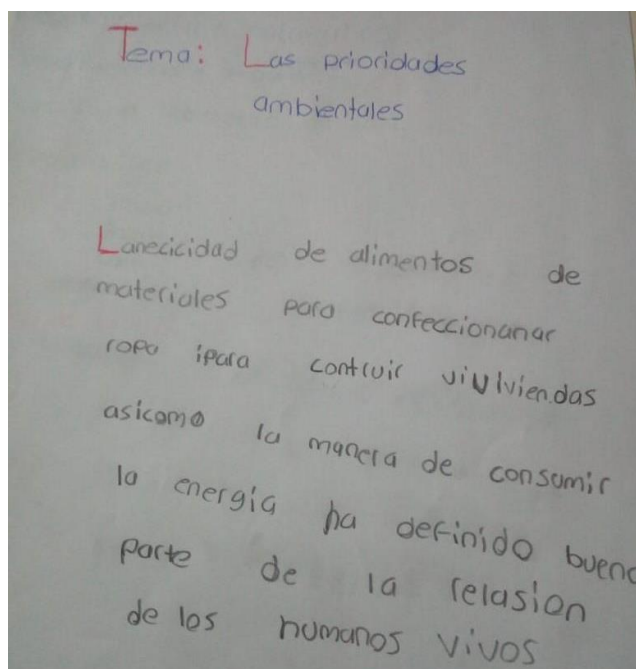 Tema: Las prioridades
ambientales
Lanecicidad de alimentos de
materiales para confeccionanar
ropa ipara contruir viviviendas
asicomo la manera de consumir
la energia ha definido buena
parte de la relasion
de los humanos vivos